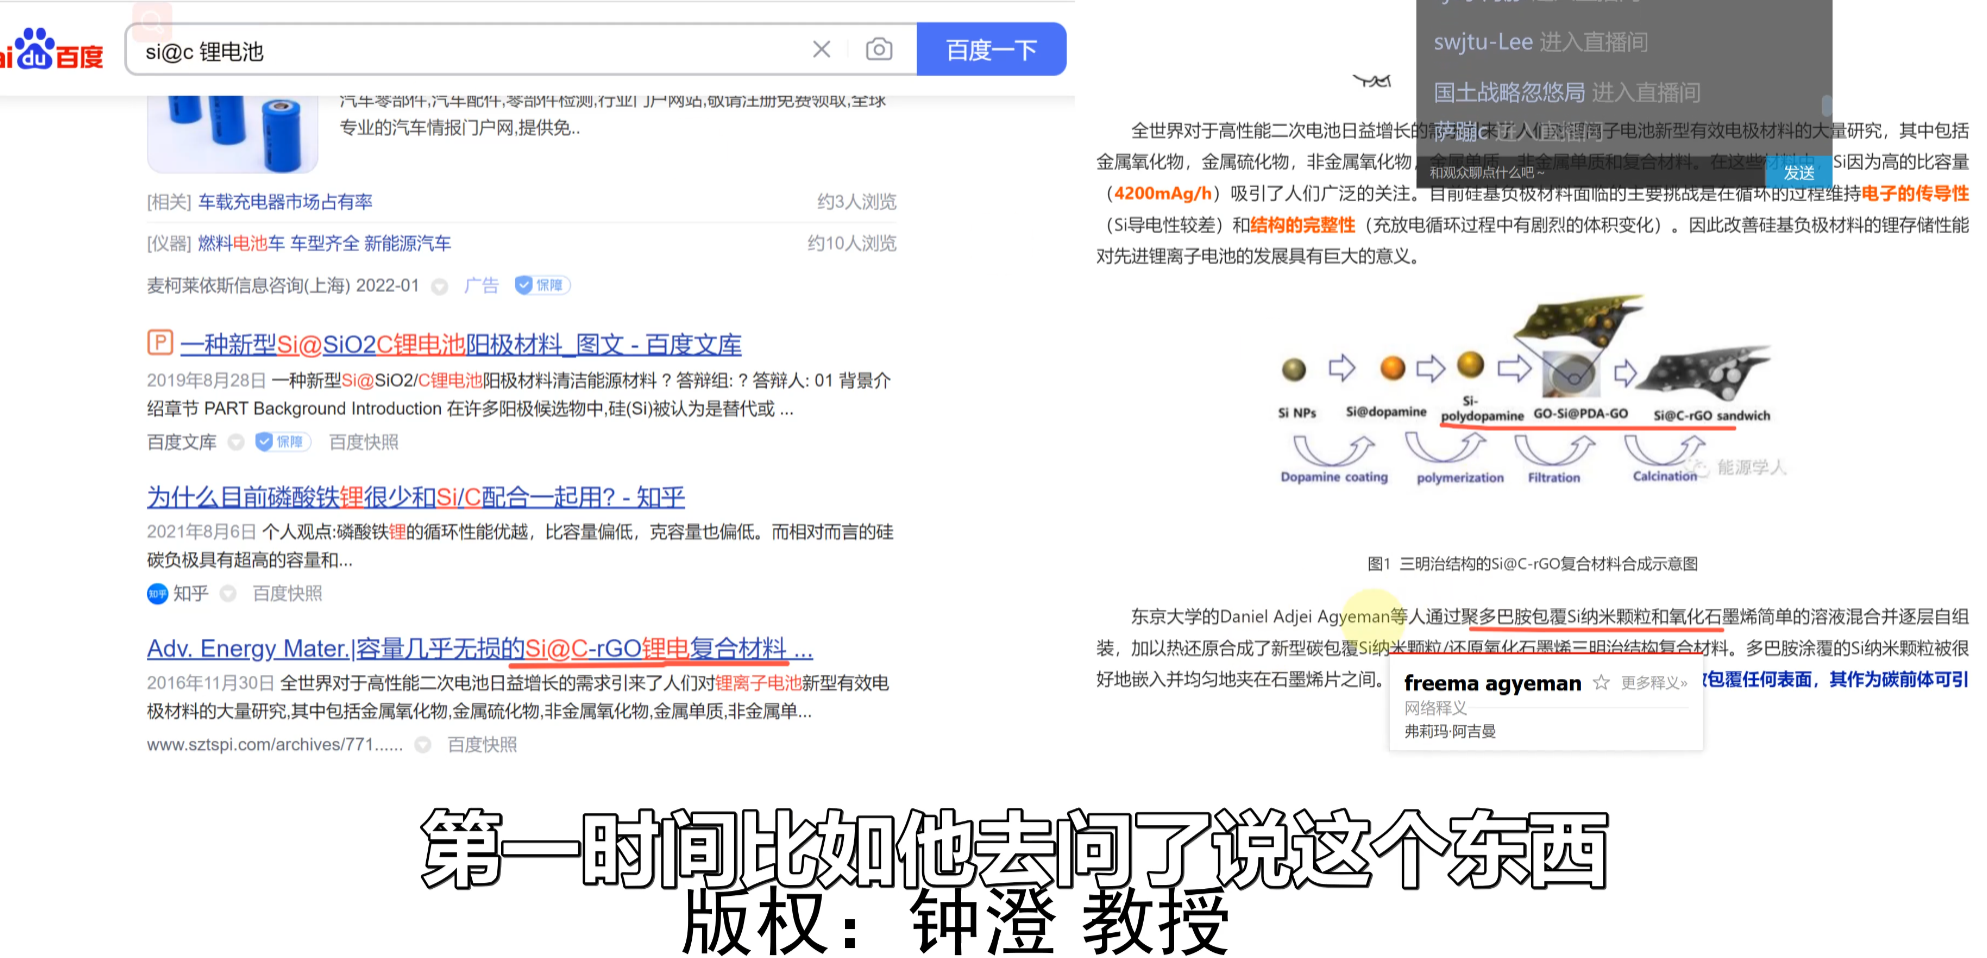 百度
si@c 锂电池
百度一下
汽车零部件,汽车配件,零部件检测,行业门户网站,敬请注册免费领取,全球
专业的汽车情报门户网,提供免..
[相关] 车载充电器市场占有率
约3人浏览
[仪器] 燃料电池车 车型齐全 新能源汽车
约10人浏览
麦柯莱依斯信息咨询(上海) 2022-01 广告 保障
P 一种新型Si@SiO2C锂电池阳极材料_图文 - 百度文库
2019年8月28日 一种新型Si@SiO2/C锂电池阳极材料清洁能源材料 ? 答辩组: ? 答辩人: 01 背景介
绍章节 PART Background Introduction 在许多阳极候选物中,硅(Si)被认为是替代或 ...
百度文库 保障 百度快照
为什么目前磷酸铁锂很少和Si/C配合一起用? - 知乎
2021年8月6日 个人观点:磷酸铁锂的循环性能优越，比容量偏低，克容量也偏低。而相对而言的硅
碳负极具有超高的容量和...
知乎 知乎 百度快照
Adv. Energy Mater.|容量几乎无损的Si@C-rGO锂电复合材料 ...
2016年11月30日 全世界对于高性能二次电池日益增长的需求引来了人们对锂离子电池新型有效电
极材料的大量研究,其中包括金属氧化物,金属硫化物,非金属氧化物,金属单质,非金属单...
www.sztspi.com/archives/771...... 百度快照
swjtu-Lee 进入直播间
国土战略忽悠局 进入直播间
萨蹦c 进入直播间
和观众聊点什么吧~
发送
全世界对于高性能二次电池日益增长的需求引来了人们对锂离子电池新型有效电极材料的大量研究，其中包括
金属氧化物，金属硫化物，非金属氧化物，金属单质，非金属单质和复合材料。在这些材料中，Si因为高的比容量
（4200mAg/h）吸引了人们广泛的关注。目前硅基负极材料面临的主要挑战是在循环的过程维持电子的传导性
（Si导电性较差）和结构的完整性（充放电循环过程中有剧烈的体积变化）。因此改善硅基负极材料的锂存储性能
对先进锂离子电池的发展具有巨大的意义。
Si NPs
Si@dopamine
Si-
polydopamine
GO-Si@PDA-GO
Si@C-rGO sandwich
Dopamine coating
polymerization
Filtration
Calcination
能源学人
图1 三明治结构的Si@C-rGO复合材料合成示意图
东京大学的Daniel Adjei Agyeman等人通过聚多巴胺包覆Si纳米颗粒和氧化石墨烯简单的溶液混合并逐层自组
装，加以热还原合成了新型碳包覆Si纳米颗粒/还原氧化石墨烯三明治结构复合材料。多巴胺涂覆的Si纳米颗粒被很
好地嵌入并均匀地夹在石墨烯片之间。
包覆任何表面，其作为碳前体可引
freema agyeman 更多释义»
网络释义
弗莉玛·阿吉曼
第一时间比如他去问了说这个东西
版权：钟澄 教授